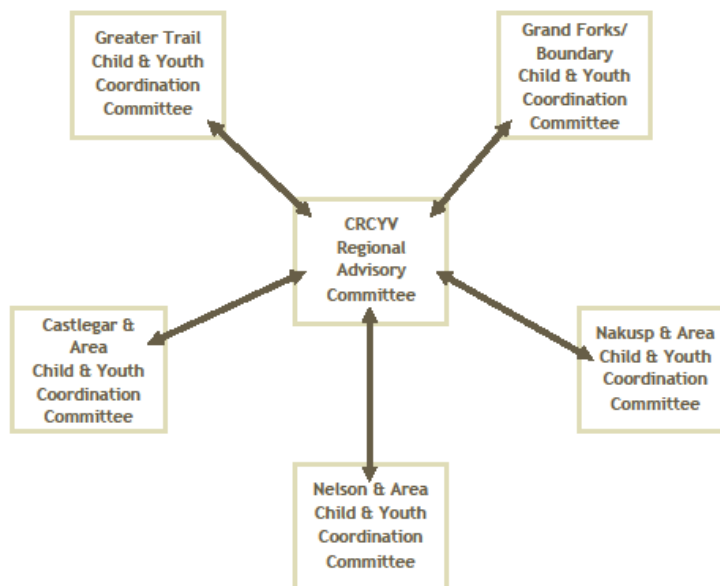 Greater Trail
Child & Youth
Coordination
Committee
Grand Forks/
Boundary
Child & Youth
Coordination
Committee
CRCYV
Regional
Advisory
Committee
Castlegar &
Area
Child & Youth
Coordination
Committee
Nakusp & Area
Child & Youth
Coordination
Committee
Nelson & Area
Child & Youth
Coordination
Committee